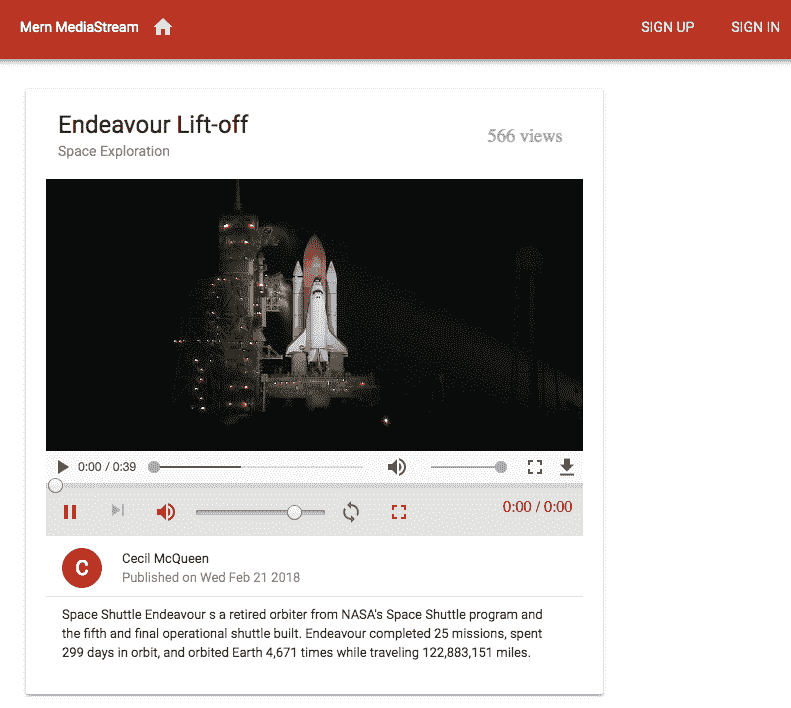 Mern MediaStream SIGN UP SIGN IN
Endeavour Lift-off
Space Exploration
566 views
0:00 / 0:39
0:00 / 0:00
C
Cecil McQueen
Published on Wed Feb 21 2018
Space Shuttle Endeavour s a retired orbiter from NASA's Space Shuttle program and
the fifth and final operational shuttle built. Endeavour completed 25 missions, spent
299 days in orbit, and orbited Earth 4,671 times while traveling 122,883,151 miles.